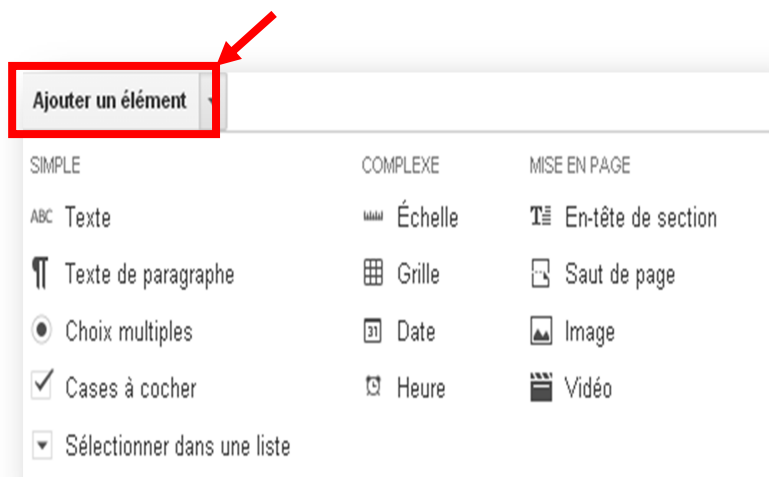 Ajouter un élément
SIMPLE
ABC Texte
Texte de paragraphe
Choix multiples
Cases à cocher
Sélectionner dans une liste
COMPLEXE
Échelle
Grille
31 Date
Heure
MISE EN PAGE
En-tête de section
Saut de page
Image
Vidéo